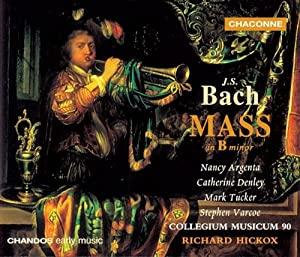 CHACONNE
J.S.
Bach
MASS
in B minor
Nancy Argenta
Catherine Denley
Mark Tucker
Stephen Varcoe
COLLEGIUM MUSICUM 90
CHANDOS early music
RICHARD HICKOX